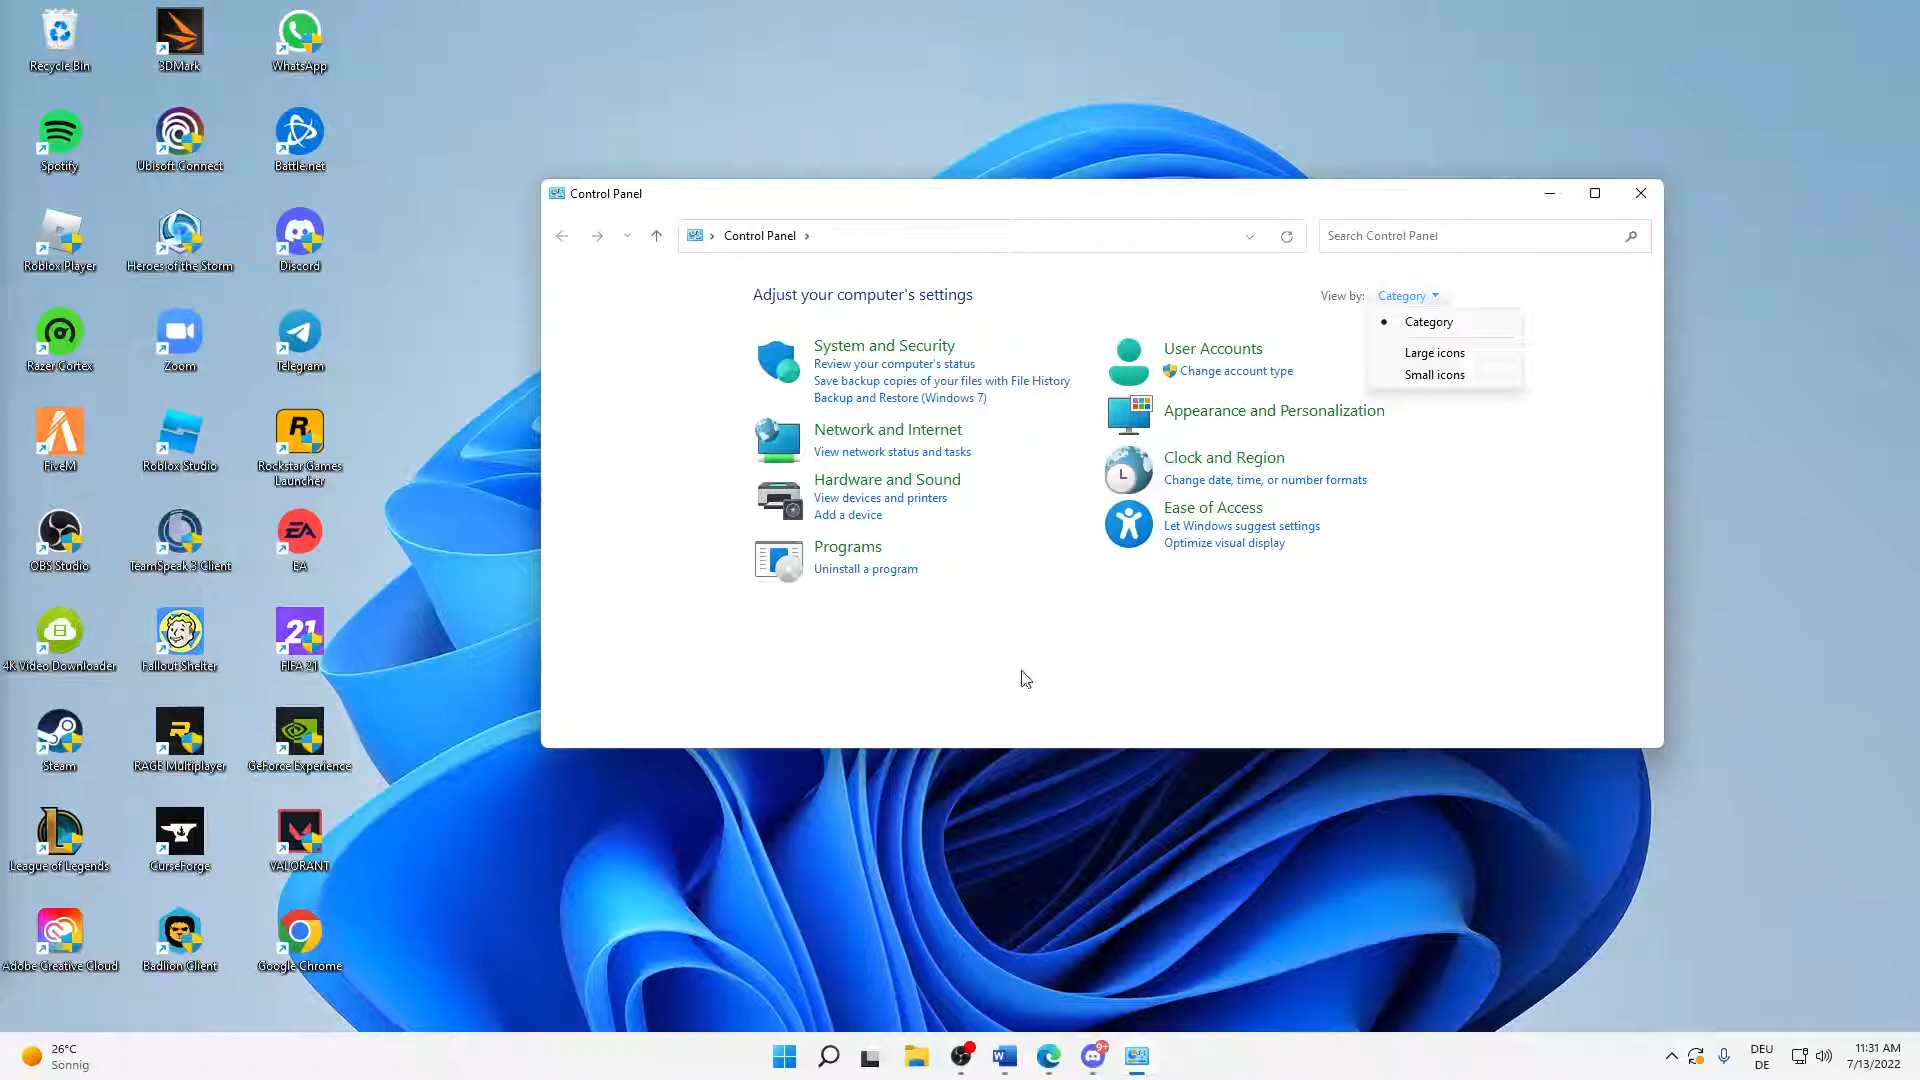 Recycle Bin
3DMark
WhatsApp
Spotify
Ubisoft Connect
Battle.net
Roblox Player
Heroes of the Storm
Discord
Razer Cortex
Zoom
Telegram
FiveM
Roblox Studio
Rockstar Games
Launcher
OBS Studio
TeamSpeak 3 Client
EA
4K Video Downloader
Fallout Shelter
FIFA 21
Steam
RAGE Multiplayer
GeForce Experience
League of Legends
CurseForge
VALORANT
Adobe Creative Cloud
Badlion Client
Google Chrome
Control Panel
Control Panel
Search Control Panel
Adjust your computer's settings
View by: Category
Category
Large icons
Small icons
System and Security
Review your computer's status
Save backup copies of your files with File History
Backup and Restore (Windows 7)
Network and Internet
View network status and tasks
Hardware and Sound
View devices and printers
Add a device
Programs
Uninstall a program
User Accounts
Change account type
Appearance and Personalization
Clock and Region
Change date, time, or number formats
Ease of Access
Let Windows suggest settings
Optimize visual display
26°C
Sonnig
9+
DEU
DE
11:31 AM
7/13/2022